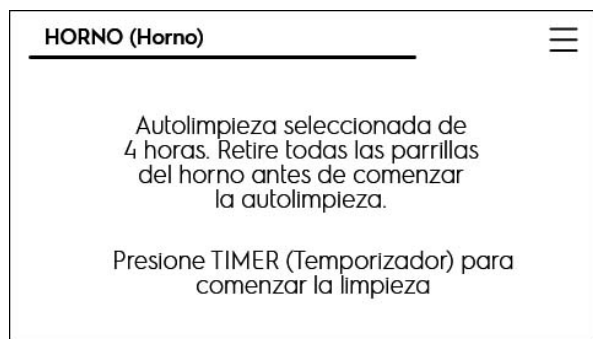 HORNO (Horno)
Autolimpieza seleccionada de
4 horas. Retire todas las parrillas
del horno antes de comenzar
la autolimpieza.
Presione TIMER (Temporizador) para
comenzar la limpieza